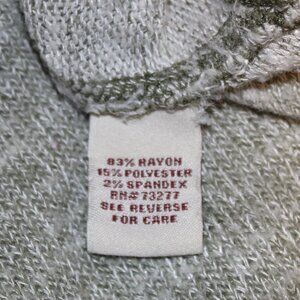 83% RAYON
15% POLYESTER
2% SPANDEX
RN# 73277
SEE REVERSE
FOR CARE